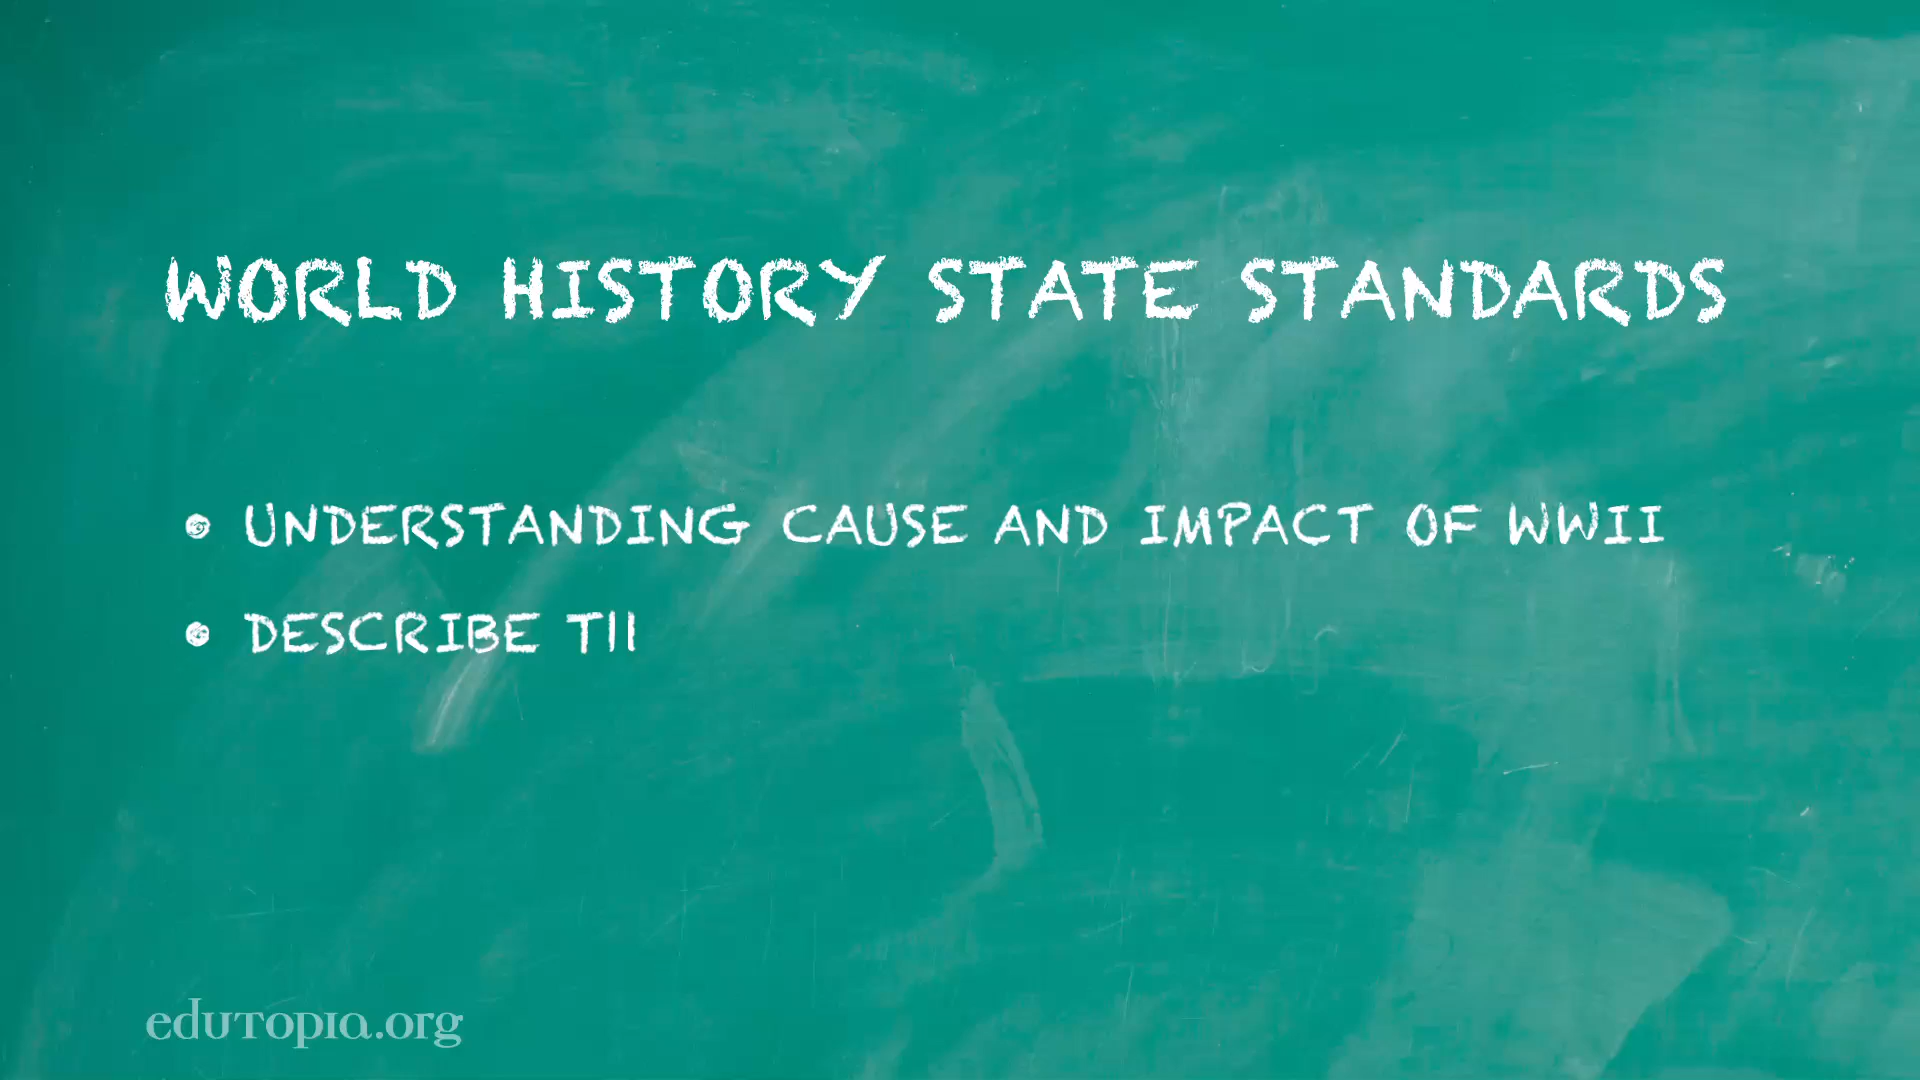 WORLD HISTORY STATE STANDARDS
• UNDERSTANDING CAUSE AND IMPACT OF WWII
• DESCRIBE
edutopia.org